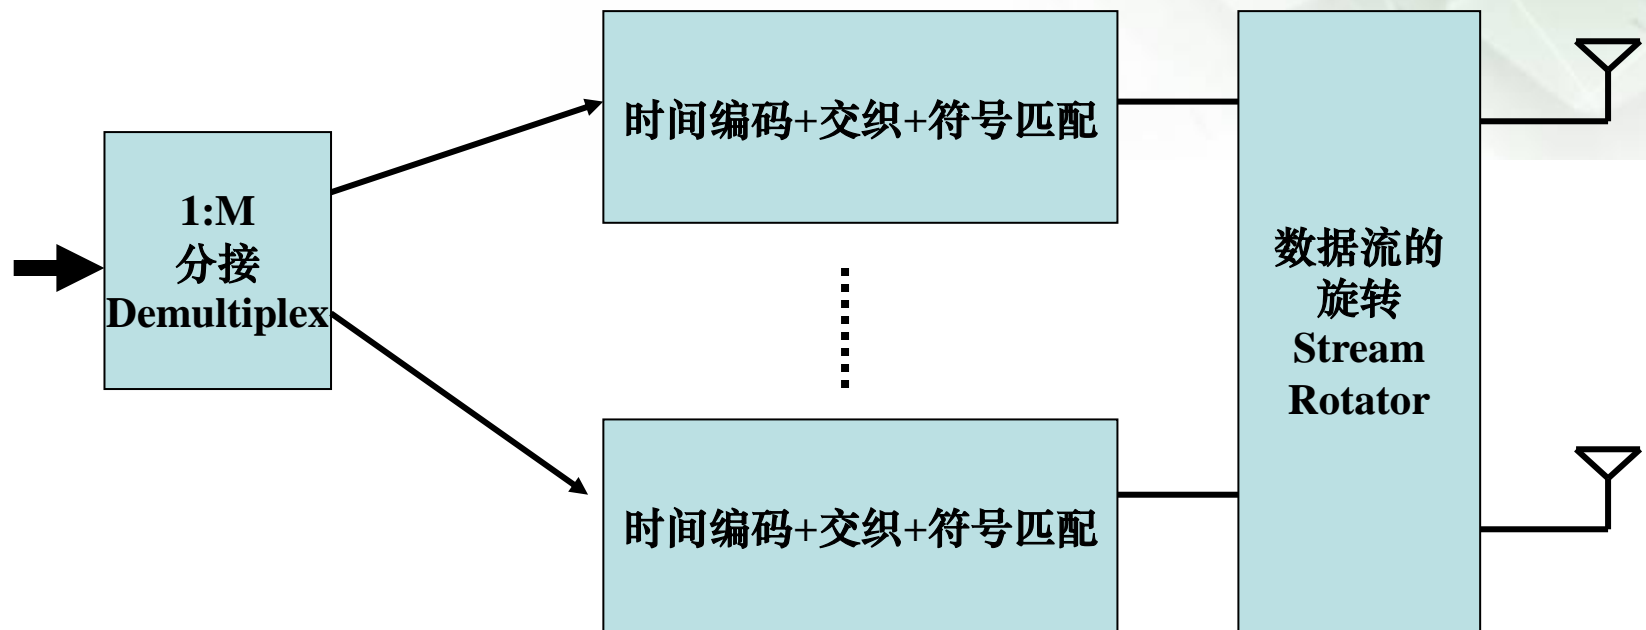 时间编码+交织+符号匹配
1:M
分接
Demultiplex
数据流的
旋转
Stream
Rotator
时间编码+交织+符号匹配